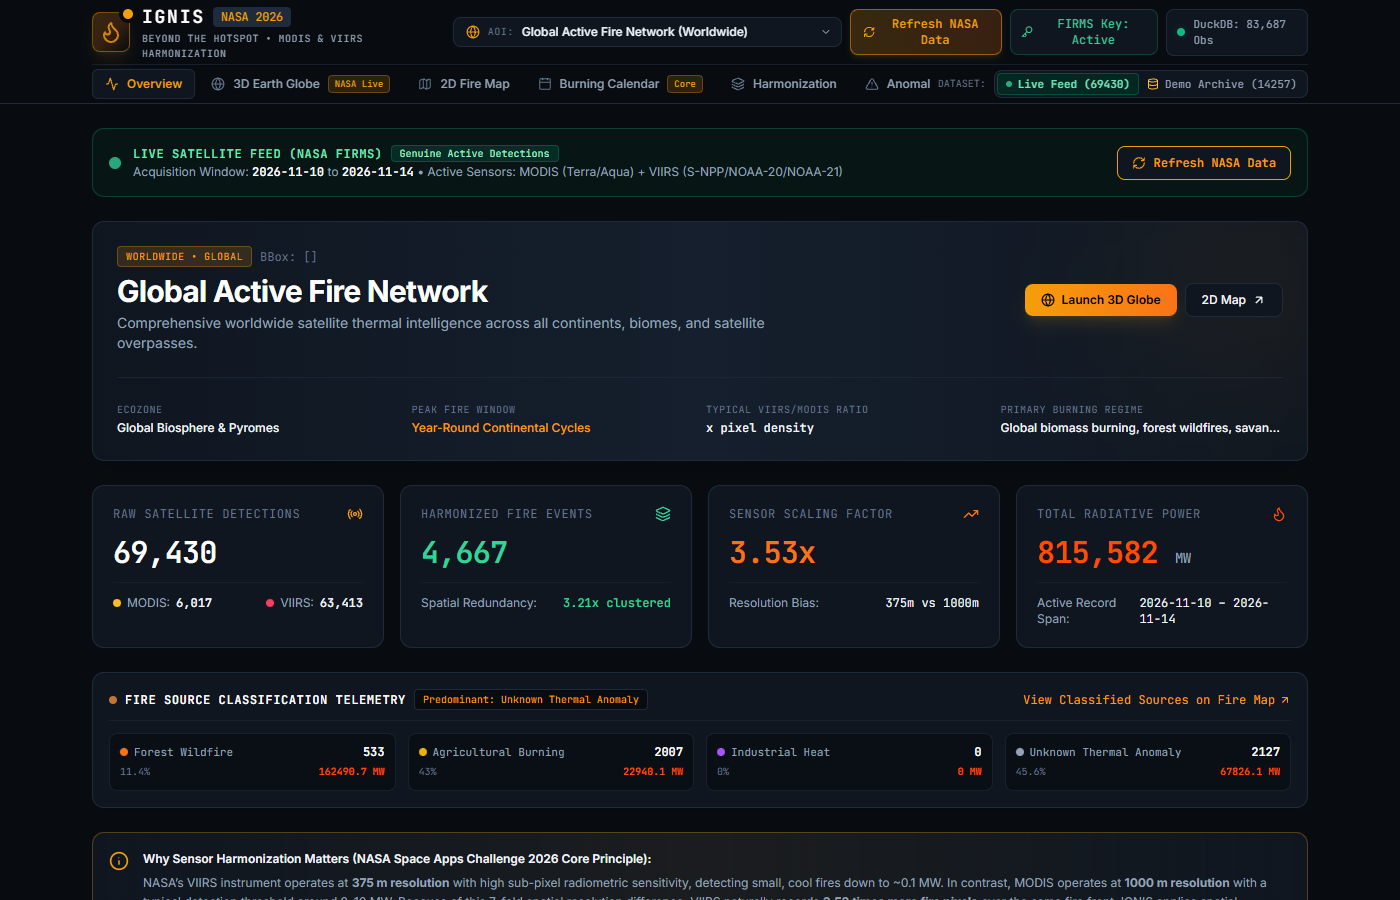 IGNIS NASA 2026
BEYOND THE HOTSPOT • MODIS & VIIRS
HARMONIZATION
AOI: Global Active Fire Network (Worldwide)
Refresh NASA
Data
FIRMS Key:
Active
DuckDB: 83,687
Obs
Overview
3D Earth Globe NASA Live
2D Fire Map
Burning Calendar Core
Harmonization
Anomal
DATASET:
Live Feed (69430)
Demo Archive (14257)
LIVE SATELLITE FEED (NASA FIRMS) Genuine Active Detections
Acquisition Window: 2026-11-10 to 2026-11-14 • Active Sensors: MODIS (Terra/Aqua) + VIIRS (S-NPP/NOAA-20/NOAA-21)
Refresh NASA Data
WORLDWIDE • GLOBAL BBox: []
Global Active Fire Network
Comprehensive worldwide satellite thermal intelligence across all continents, biomes, and satellite
overpasses.
Launch 3D Globe
2D Map
ECOZONE
Global Biosphere & Pyromes
PEAK FIRE WINDOW
Year-Round Continental Cycles
TYPICAL VIIRS/MODIS RATIO
x pixel density
PRIMARY BURNING REGIME
Global biomass burning, forest wildfires, savan...
RAW SATELLITE DETECTIONS
69,430
MODIS: 6,017 VIIRS: 63,413
HARMONIZED FIRE EVENTS
4,667
Spatial Redundancy: 3.21x clustered
SENSOR SCALING FACTOR
3.53x
Resolution Bias: 375m vs 1000m
TOTAL RADIATIVE POWER
815,582 MW
Active Record
Span:
2026-11-10 – 2026-
11-14
FIRE SOURCE CLASSIFICATION TELEMETRY Predominant: Unknown Thermal Anomaly
View Classified Sources on Fire Map
Forest Wildfire 533
11.4% 162490.7 MW
Agricultural Burning 2007
43% 22940.1 MW
Industrial Heat 0
0% 0 MW
Unknown Thermal Anomaly 2127
45.6% 67826.1 MW
Why Sensor Harmonization Matters (NASA Space Apps Challenge 2026 Core Principle):
NASA's VIIRS instrument operates at 375 m resolution with high sub-pixel radiometric sensitivity, detecting small, cool fires down to ~0.1 MW. In contrast, MODIS operates at 1000 m resolution with a